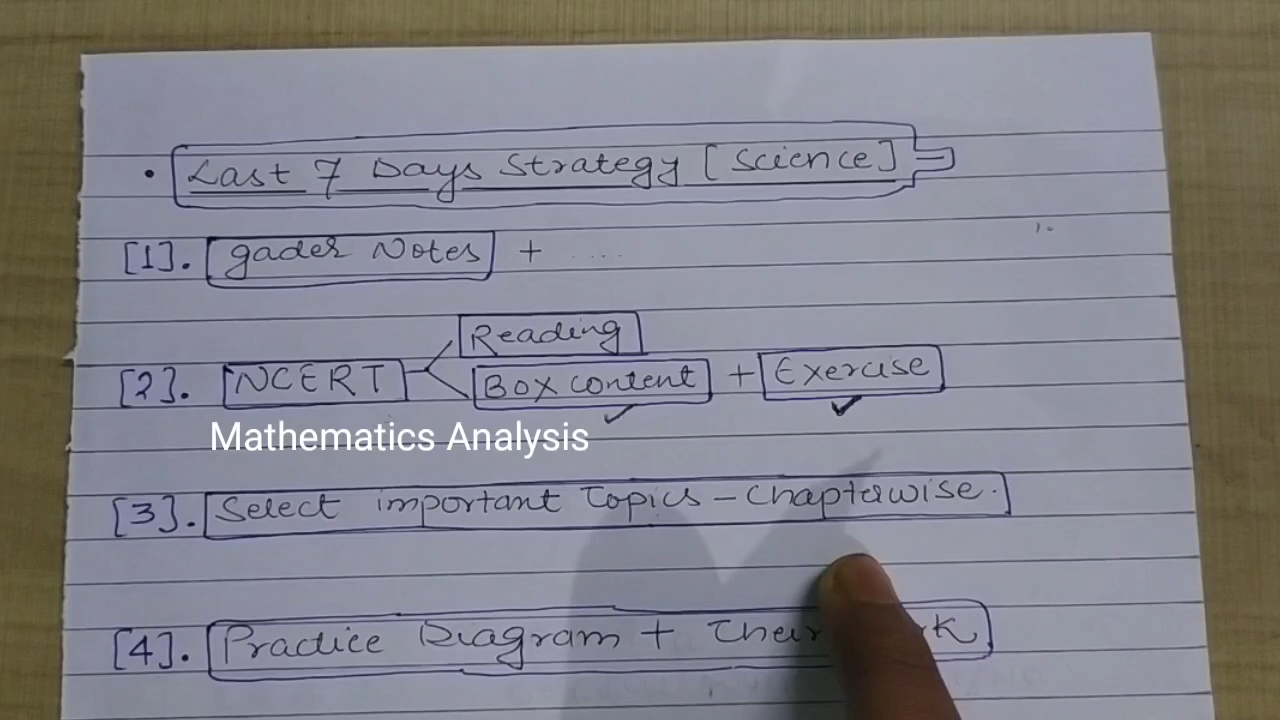 • Last 7 Days Strategy [Science]
[1]. gader Notes + ....
Reading
[2]. NCERT Box content + Exercise
Mathematics Analysis
[3]. Select important Topics - Chapterwise.
[4]. Practice Diagram + Their